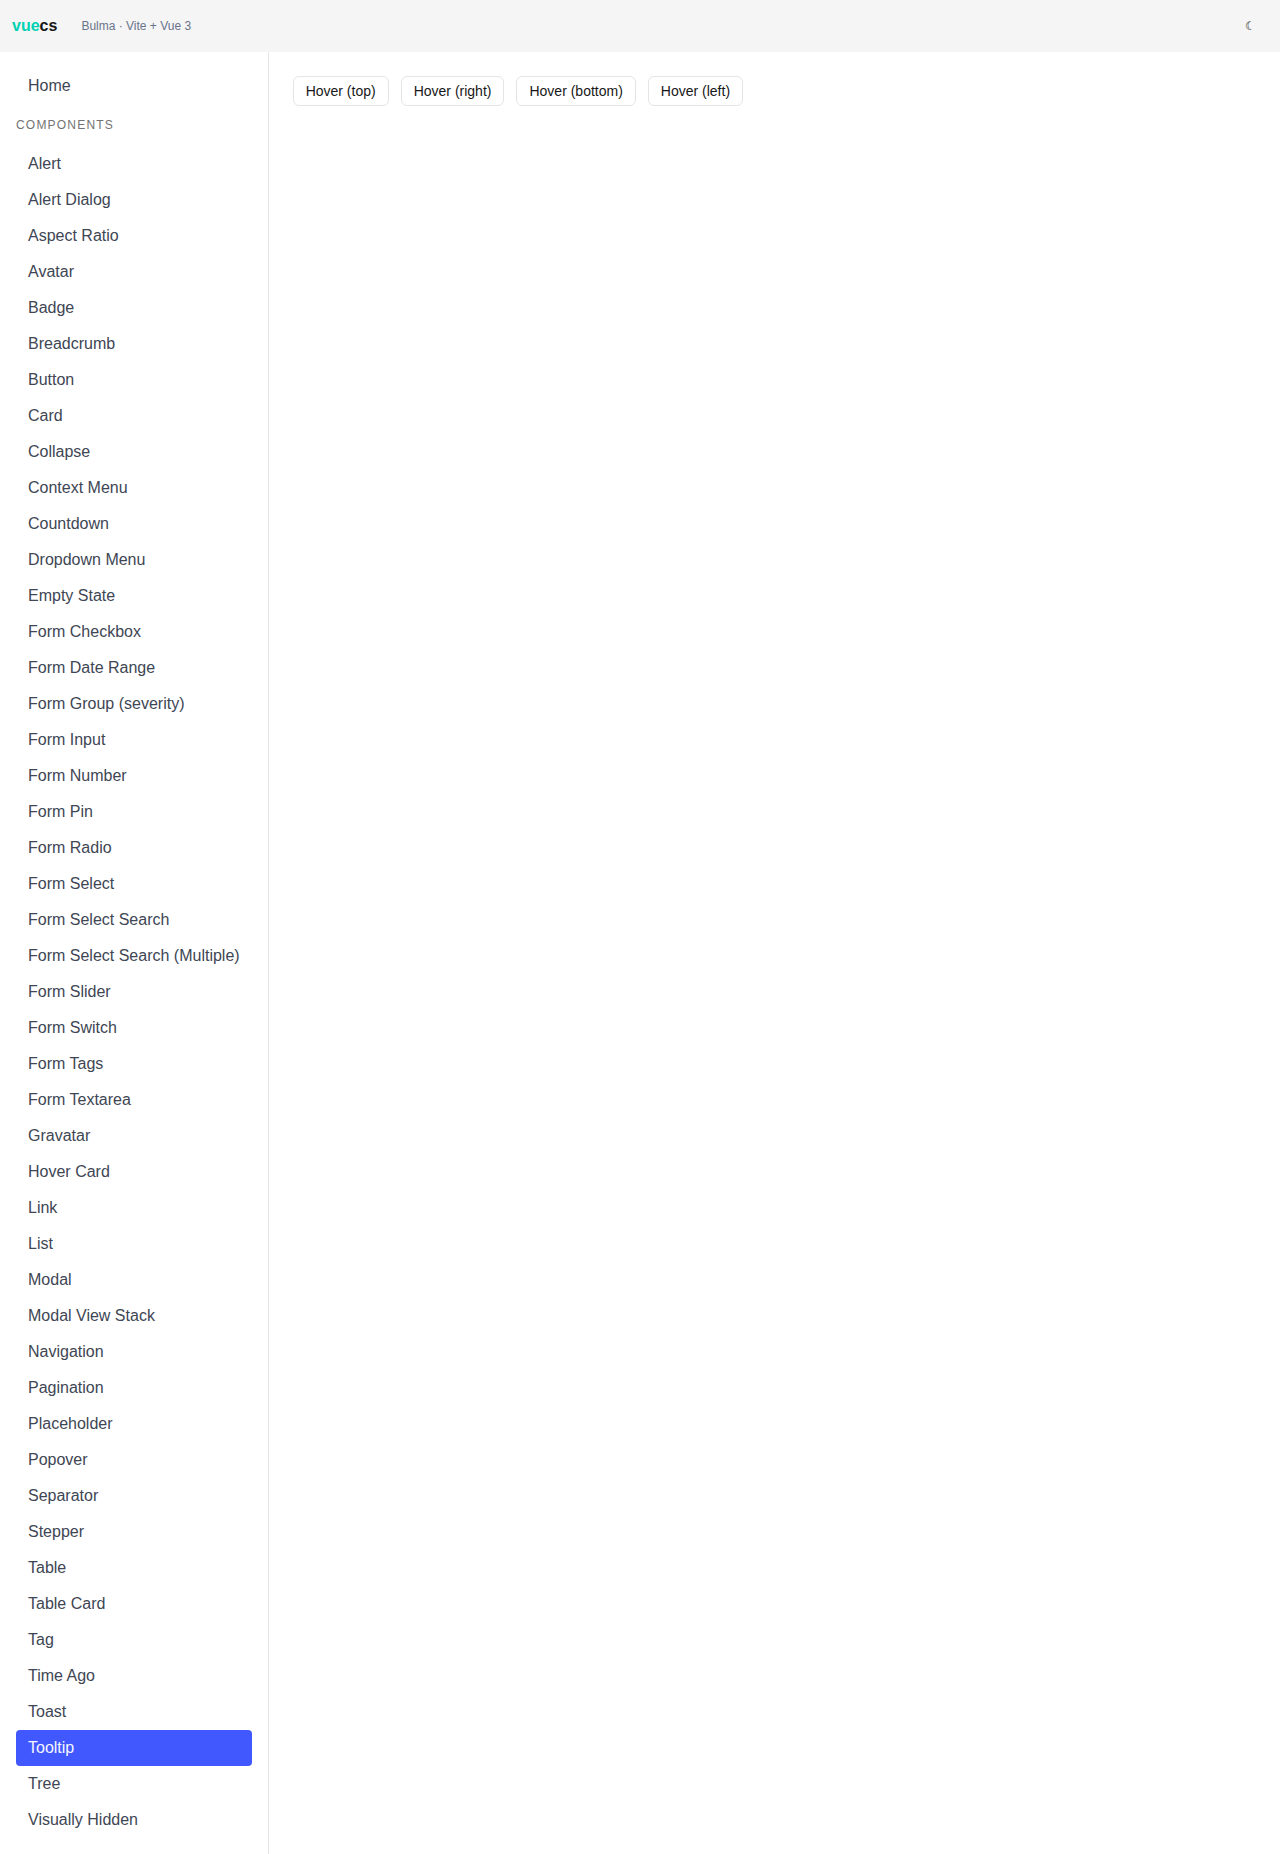 vuecs Bulma · Vite + Vue 3
Home
COMPONENTS
Alert
Alert Dialog
Aspect Ratio
Avatar
Badge
Breadcrumb
Button
Card
Collapse
Context Menu
Countdown
Dropdown Menu
Empty State
Form Checkbox
Form Date Range
Form Group (severity)
Form Input
Form Number
Form Pin
Form Radio
Form Select
Form Select Search
Form Select Search (Multiple)
Form Slider
Form Switch
Form Tags
Form Textarea
Gravatar
Hover Card
Link
List
Modal
Modal View Stack
Navigation
Pagination
Placeholder
Popover
Separator
Stepper
Table
Table Card
Tag
Time Ago
Toast
Tooltip
Tree
Visually Hidden
Hover (top) Hover (right) Hover (bottom) Hover (left)